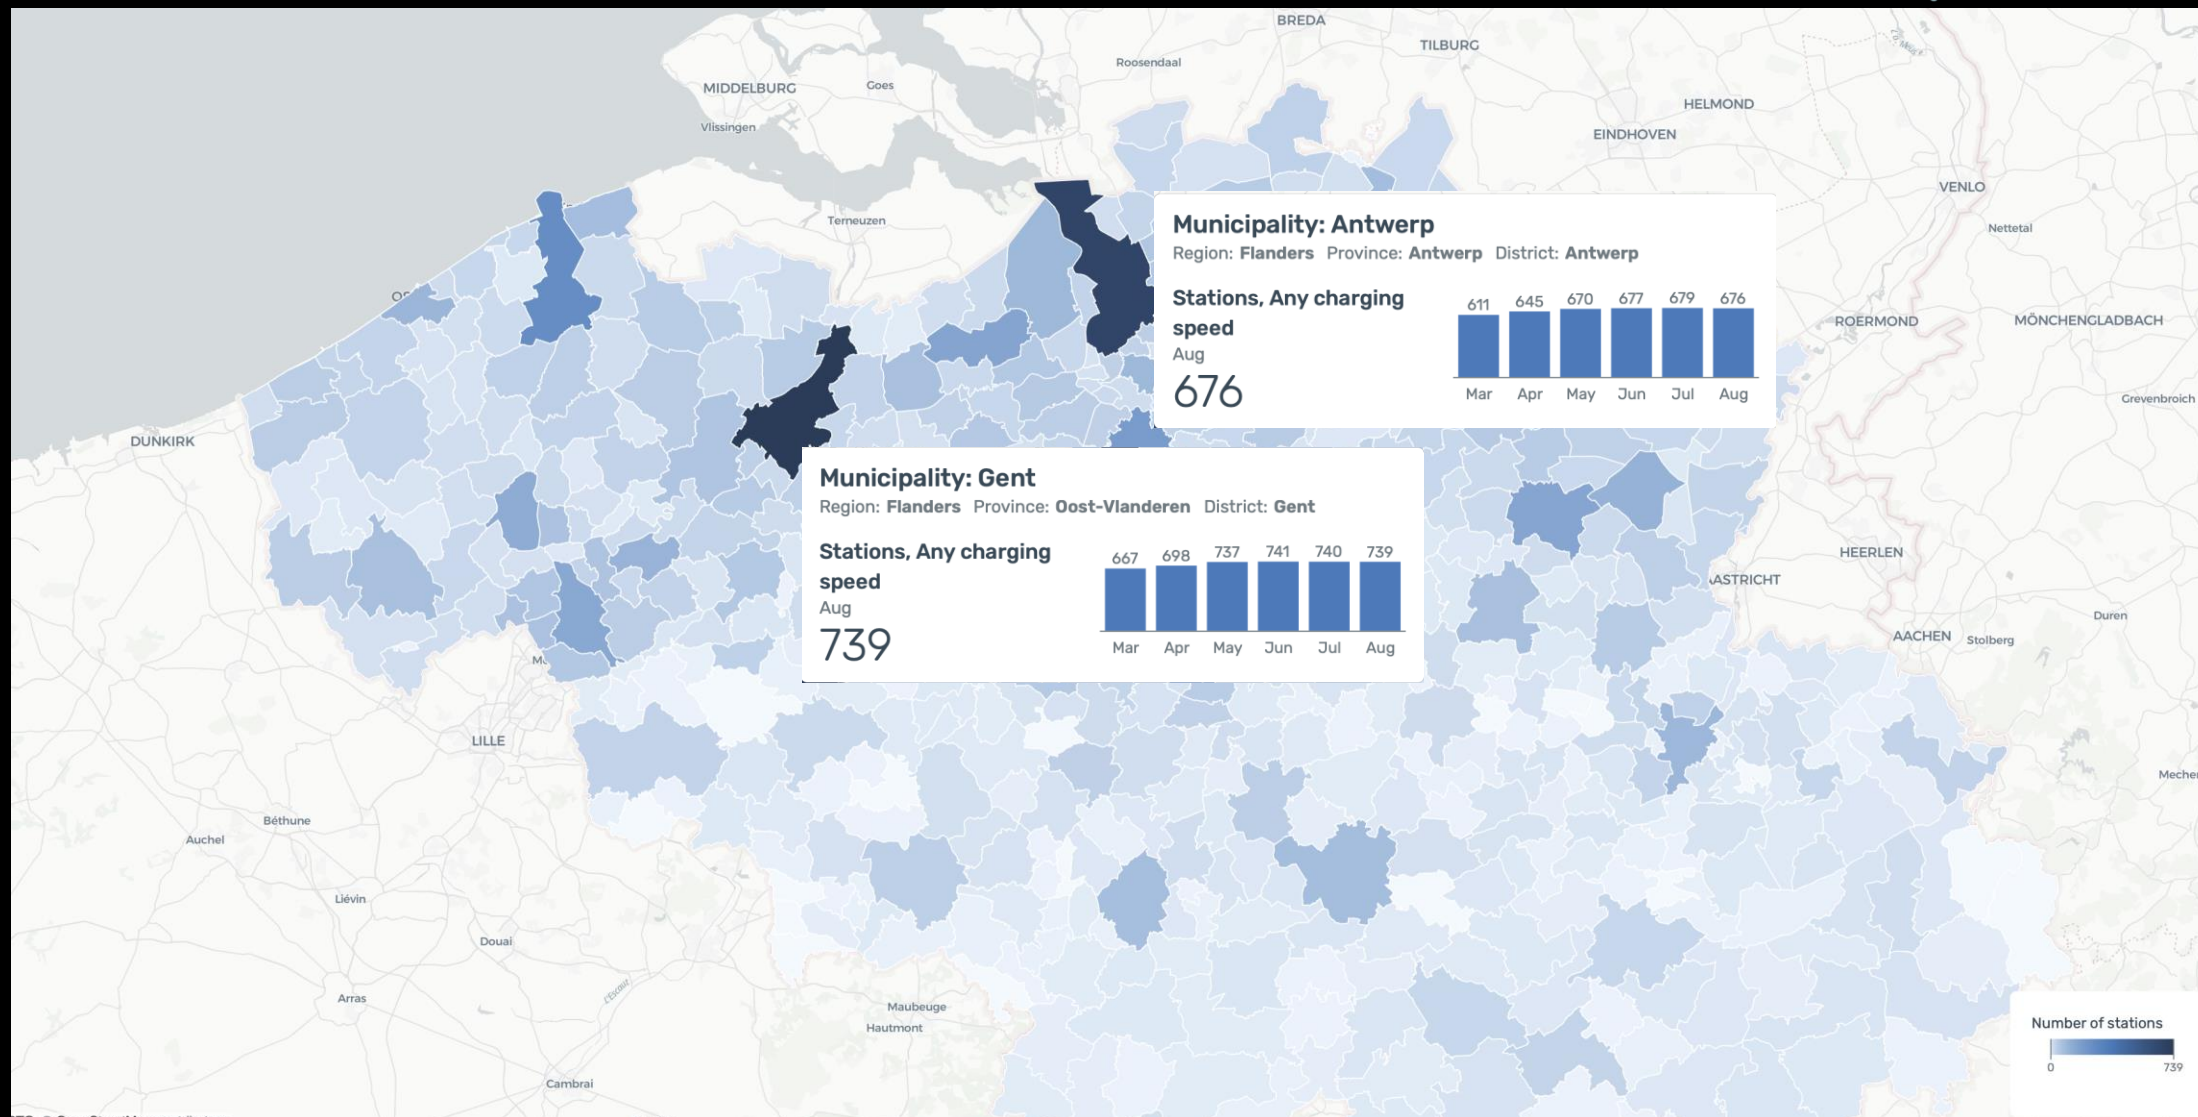 BREDA
TILBURG
Roosendaal
MIDDELBURG
Goes
HELMOND
Vlissingen
EINDHOVEN
VENLO
Terneuzen
Nettetal
Municipality: Antwerp
Region: Flanders Province: Antwerp District: Antwerp
Stations, Any charging
speed
Aug
676
611 645 670 677 679 676
Mar Apr May Jun Jul Aug
ROERMOND
MÖNCHENGLADBACH
Grevenbroich
DUNKIRK
Municipality: Gent
Region: Flanders Province: Oost-Vlanderen District: Gent
Stations, Any charging
speed
Aug
739
667 698 737 741 740 739
Mar Apr May Jun Jul Aug
HEERLEN
AASTRICHT
Duren
AACHEN
Stolberg
LILLE
Meche
Béthune
Auchel
Liévin
Douai
Arras
l'Escaut
Maubeuge
Hautmont
Cambrai
Number of stations
0 739